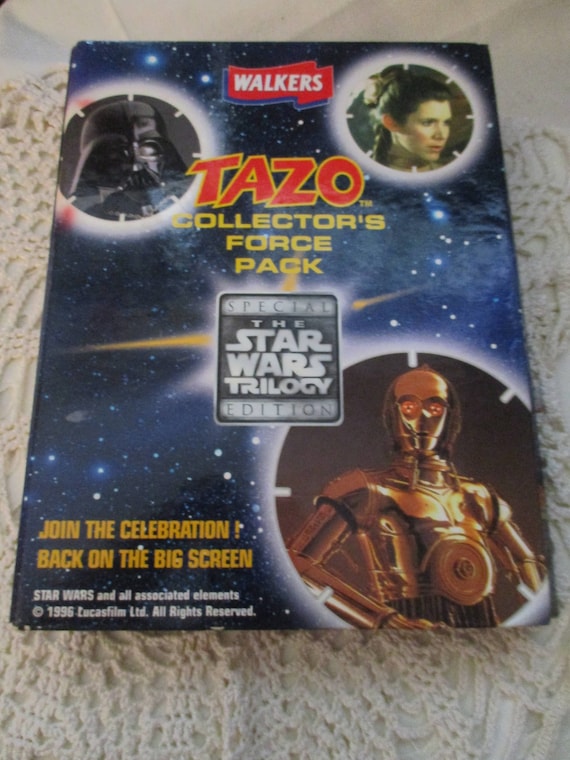 WALKERS
TAZO™
COLLECTOR'S
FORCE
PACK
SPECIAL
THE
STAR
WARS
TRILOGY
EDITION
JOIN THE CELEBRATION !
BACK ON THE BIG SCREEN
STAR WARS and all associated elements
© 1996 Lucasfilm Ltd. All Rights Reserved.